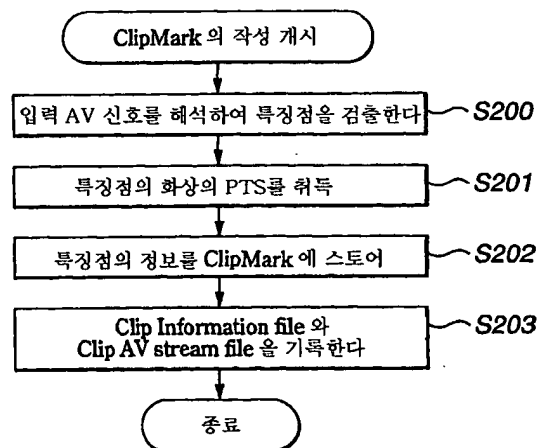 ClipMark 의 작성 개시
입력 AV 신호를 해석하여 특징점을 검출한다
S200
특징점의 화상의 PTS를 취득
S201
특징점의 정보를 ClipMark 에 스토어
S202
Clip Information file 와
Clip AV stream file 을 기록한다
S203
종료